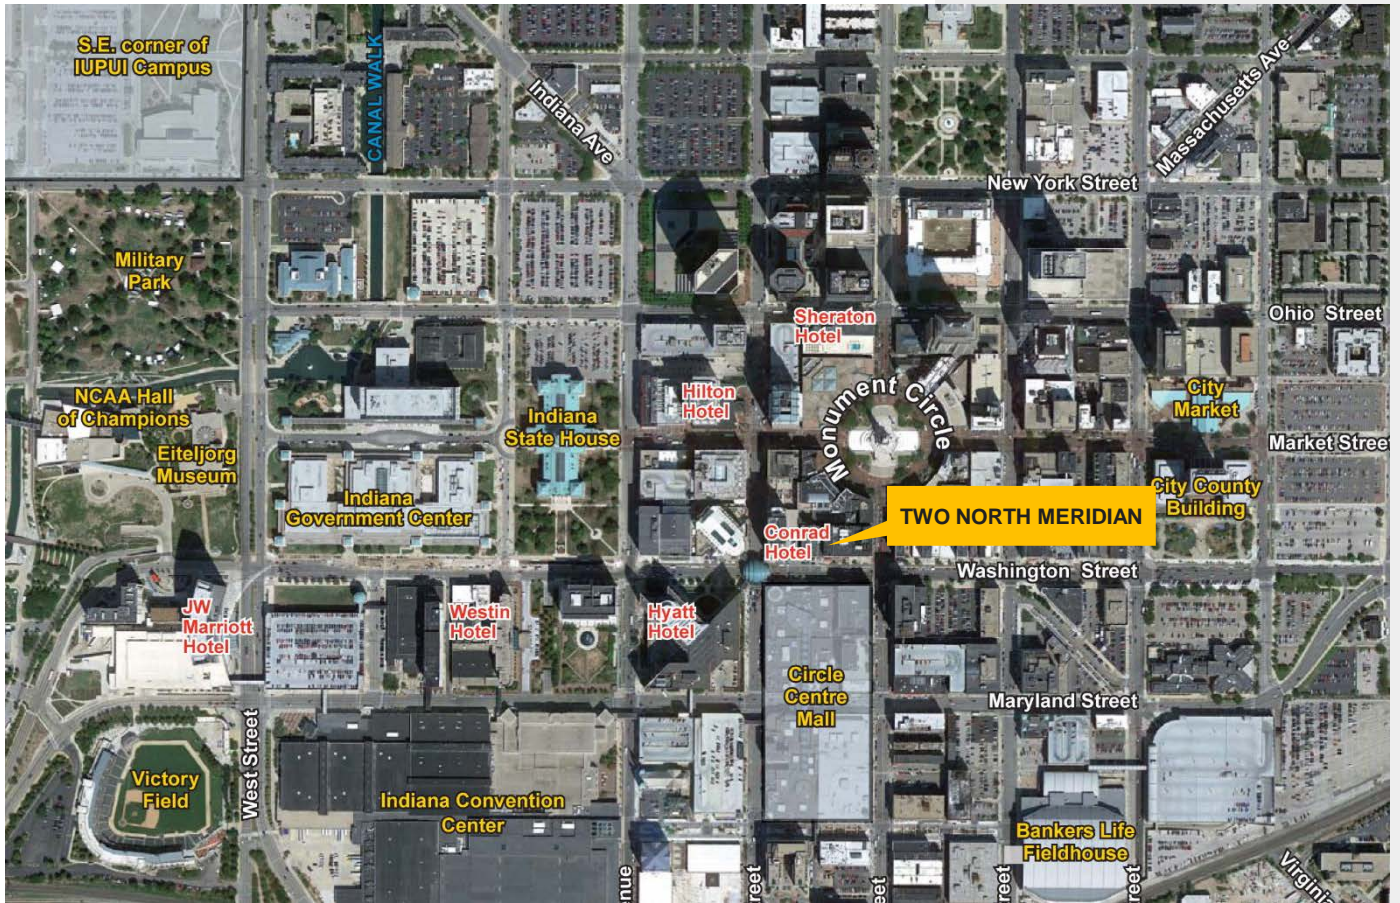 S.E. corner of
IUPUI Campus
CANAL WALK
Indiana Ave
Massachusetts Ave
New York Street
Military
Park
Ohio Street
Sheraton
Hotel
NCAA Hall
of Champions
Hilton
Hotel
Indiana
State House
Monument Circle
City
Market
Market Street
Eiteljorg
Museum
Indiana
Government Center
City County
Building
TWO NORTH MERIDIAN
Conrad
Hotel
Washington Street
JW
Marriott
Hotel
Westin
Hotel
Hyatt
Hotel
Circle
Centre
Mall
Maryland Street
West Street
Victory
Field
Indiana Convention
Center
Bankers Life
Fieldhouse
nue
reet
eet
reet
reet
Virginia